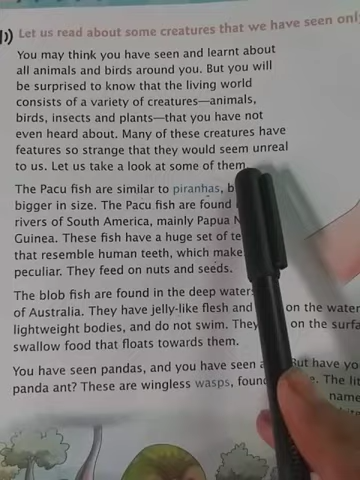 Let us read about some creatures that we have seen only
You may think you have seen and learnt about
all animals and birds around you. But you will
be surprised to know that the living world
consists of a variety of creatures—animals,
birds, insects and plants—that you have not
even heard about. Many of these creatures have
features so strange that they would seem unreal
to us. Let us take a look at some of them.
The Pacu fish are similar to piranhas,
bigger in size. The Pacu fish are found
rivers of South America, mainly Papua
Guinea. These fish have a huge set of
that resemble human teeth, which make
peculiar. They feed on nuts and seeds.
The blob fish are found in the deep
of Australia. They have jelly-like flesh and on the water
lightweight bodies, and do not swim. They on the
swallow food that floats towards them.
You have seen pandas, and you have seen But have
panda ant? These are wingless wasps, The
name